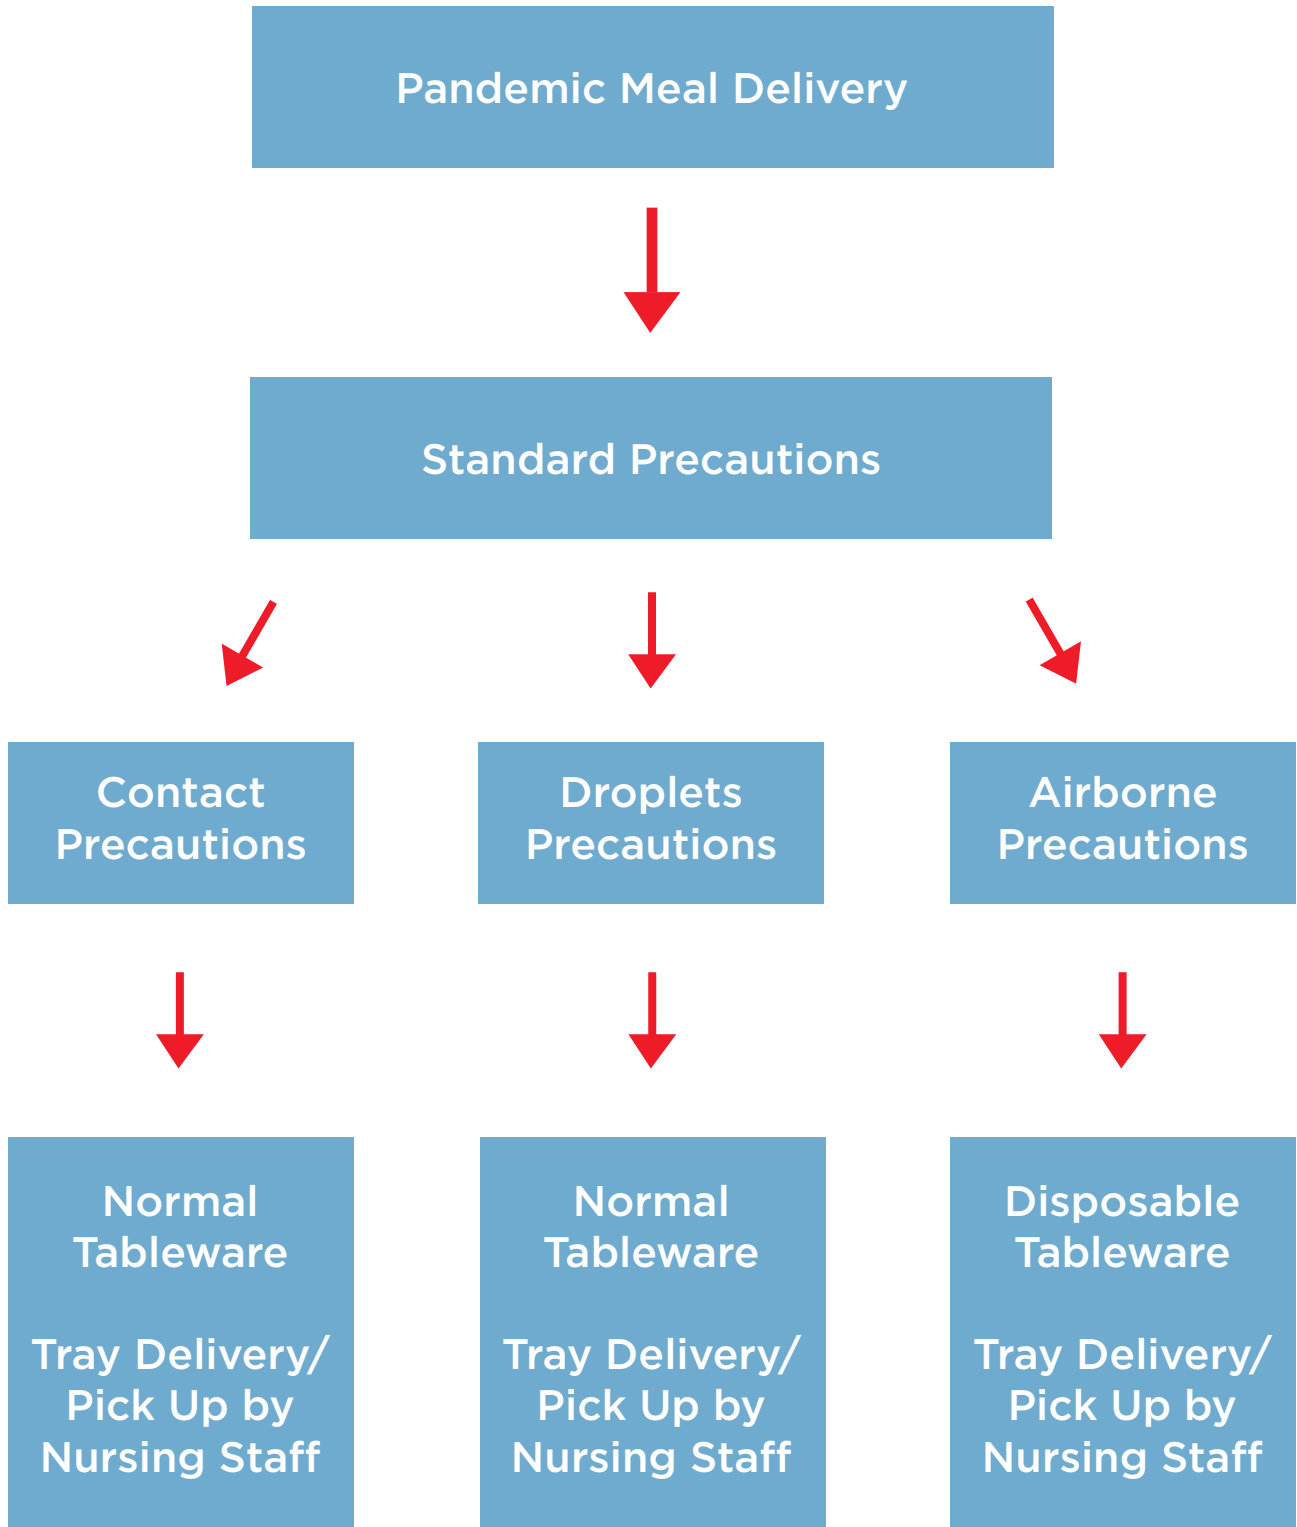 Pandemic Meal Delivery
Standard Precautions
Contact
Precautions
Droplets
Precautions
Airborne
Precautions
Normal
Tableware
Tray Delivery/
Pick Up by
Nursing Staff
Normal
Tableware
Tray Delivery/
Pick Up by
Nursing Staff
Disposable
Tableware
Tray Delivery/
Pick Up by
Nursing Staff